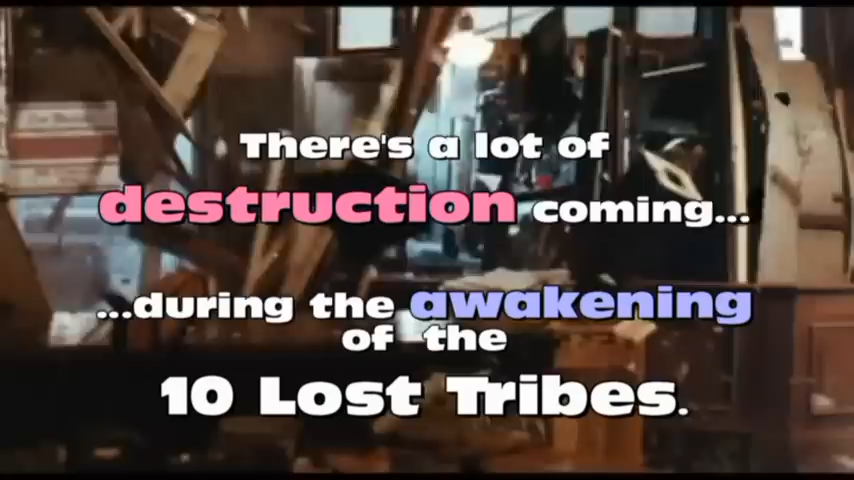 There's a lot of
destruction coming...
...during the awakening
of the
10 Lost Tribes.